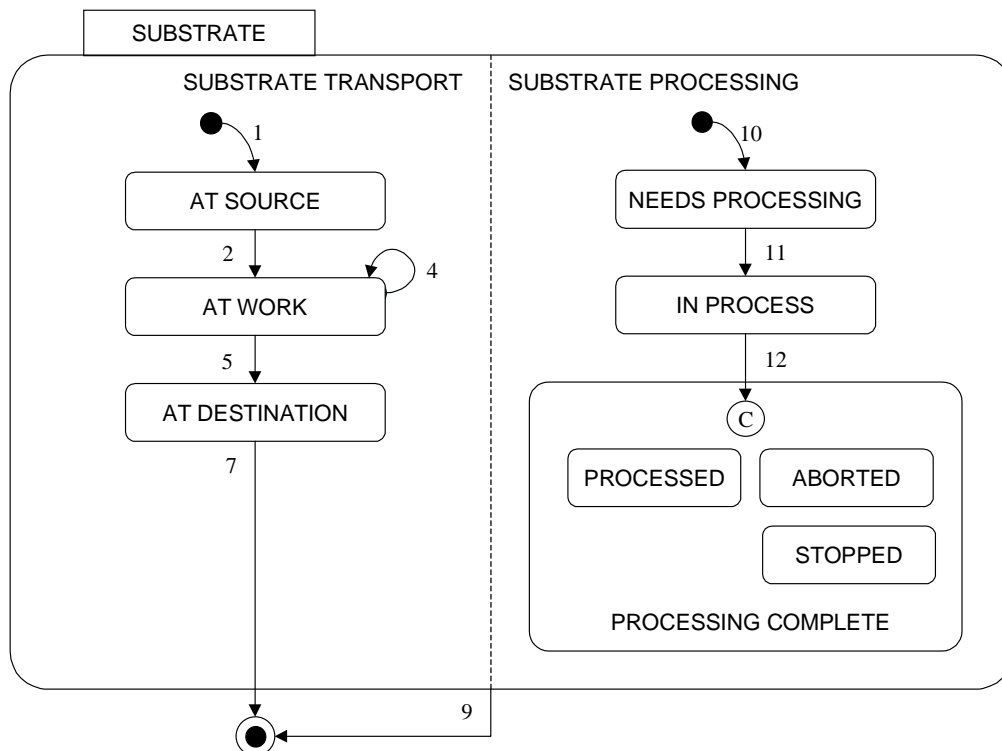 SUBSTRATE
SUBSTRATE TRANSPORT
1
AT SOURCE
2
4
AT WORK
5
AT DESTINATION
7
SUBSTRATE PROCESSING
10
NEEDS PROCESSING
11
IN PROCESS
12
C
PROCESSED
ABORTED
STOPPED
PROCESSING COMPLETE
9